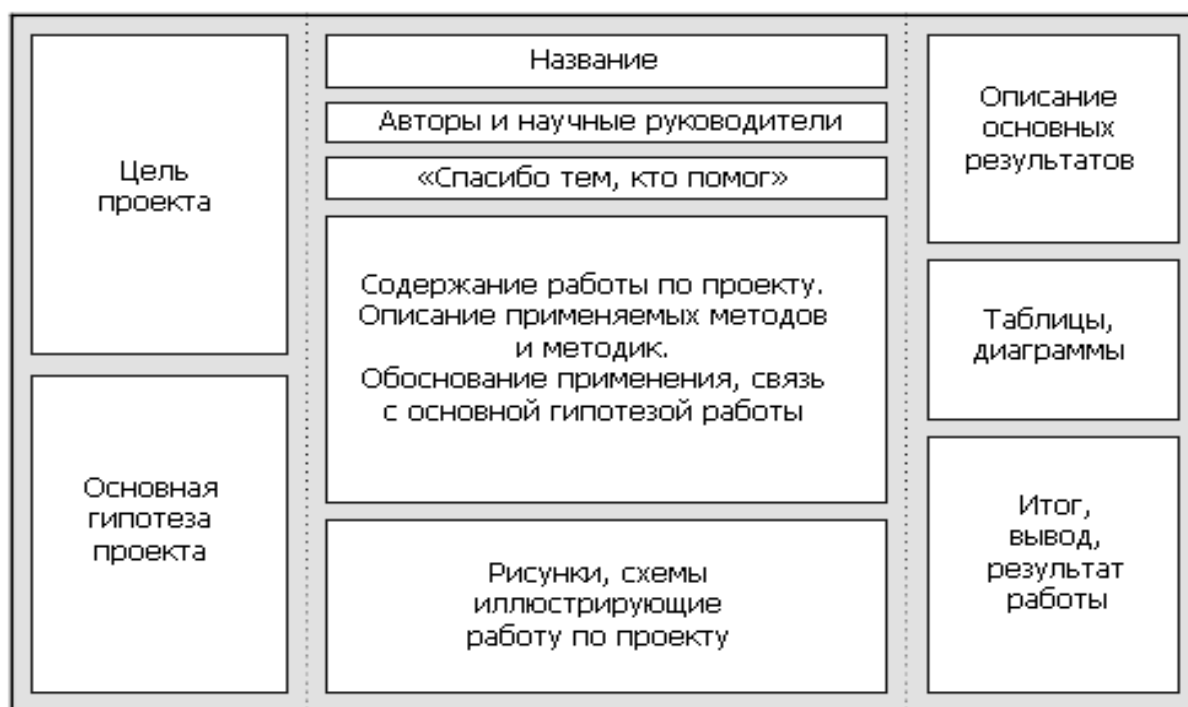 Цель
проекта
Основная
гипотеза
проекта
Название
Авторы и научные руководители
«Спасибо тем, кто помог»
Содержание работы по проекту.
Описание применяемых методов
и методик.
Обоснование применения, связь
с основной гипотезой работы
Рисунки, схемы
иллюстрирующие
работу по проекту
Описание
основных
результатов
Таблицы,
диаграммы
Итог,
вывод,
результат
работы